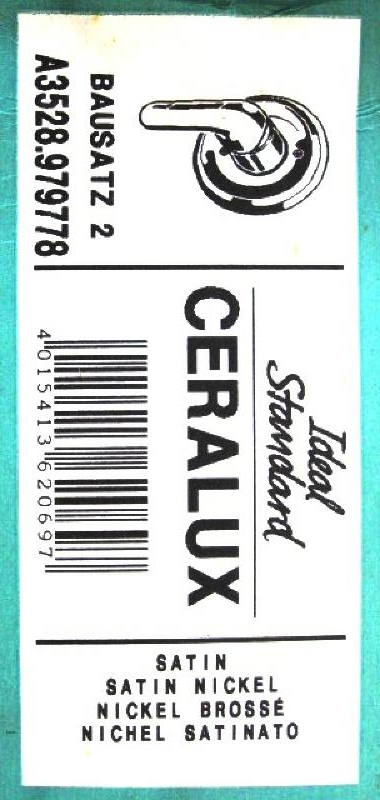 BAUSATZ 2
A3528.979778
Ideal
Standard
CERALUX
4015413620697
SATIN
SATIN NICKEL
NICKEL BROSSÉ
NICHEL SATINATO